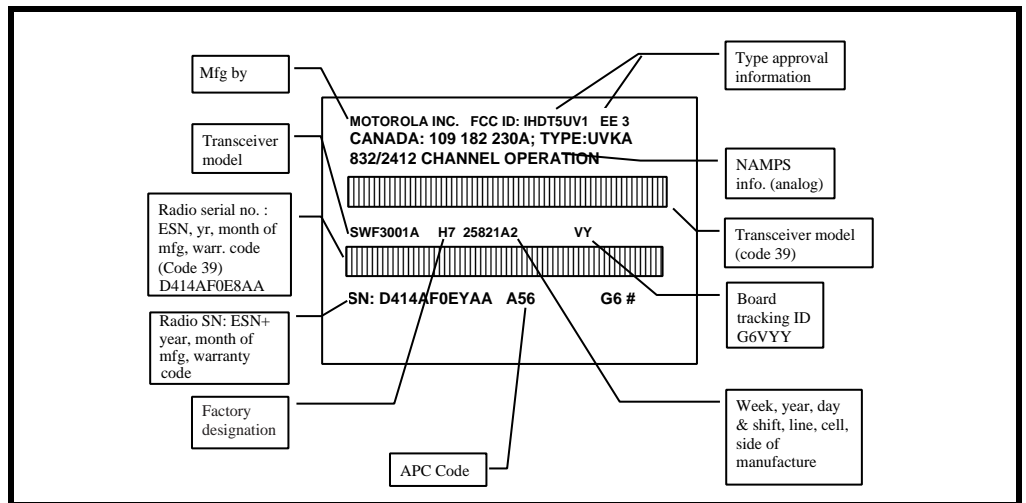 Mfg by
Type approval
information
MOTOROLA INC. FCC ID: IHDT5UV1 EE 3
CANADA: 109 182 230A; TYPE:UVKA
832/2412 CHANNEL OPERATION
Transceiver
model
NAMPS
info. (analog)
Radio serial no. :
ESN, yr, month of
mfg, warr. code
(Code 39)
D414AF0E8AA
SWF3001A H7 25821A2 VY
Transceiver model
(code 39)
SN: D414AF0EYAA A56 G6 #
Board
tracking ID
G6VYY
Radio SN: ESN+
year, month of
mfg, warranty
code
Factory
designation
Week, year, day
& shift, line, cell,
side of
manufacture
APC Code